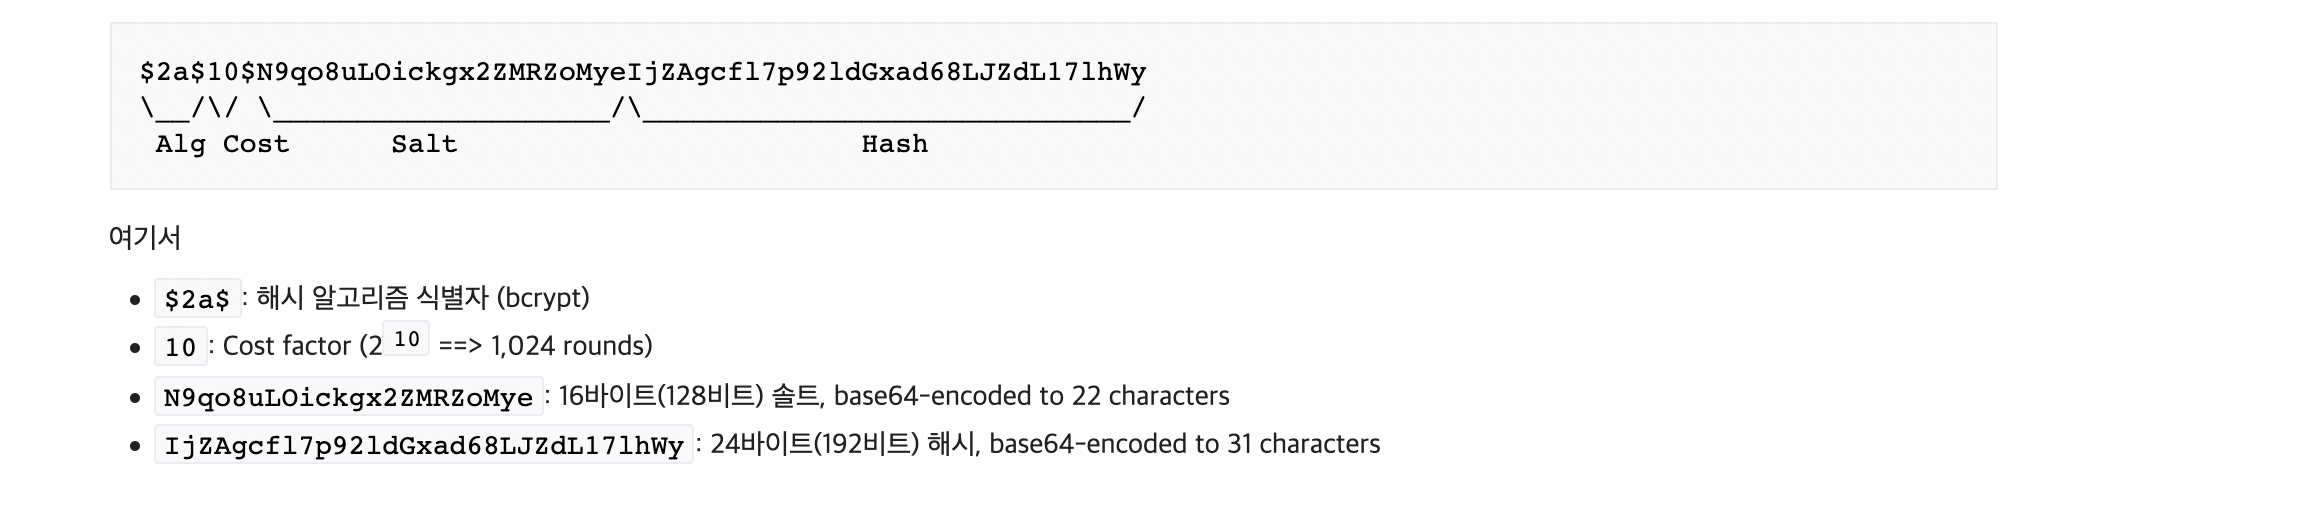 $2a$10$N9qo8uLOickgx2ZMRZoMyeIjZAgcfl7p92ldGxad68LJZdL17lhWy
\__/\/ \____________________/\_____________________________/
Alg Cost Salt Hash
여기서
• $2a$: 해시 알고리즘 식별자 (bcrypt)
• 10: Cost factor (2 10 ==> 1,024 rounds)
• N9qo8uLOickgx2ZMRZoMye: 16바이트(128비트) 솔트, base64-encoded to 22 characters
• IjZAgcfl7p92ldGxad68LJZdL17lhWy: 24바이트(192비트) 해시, base64-encoded to 31 characters